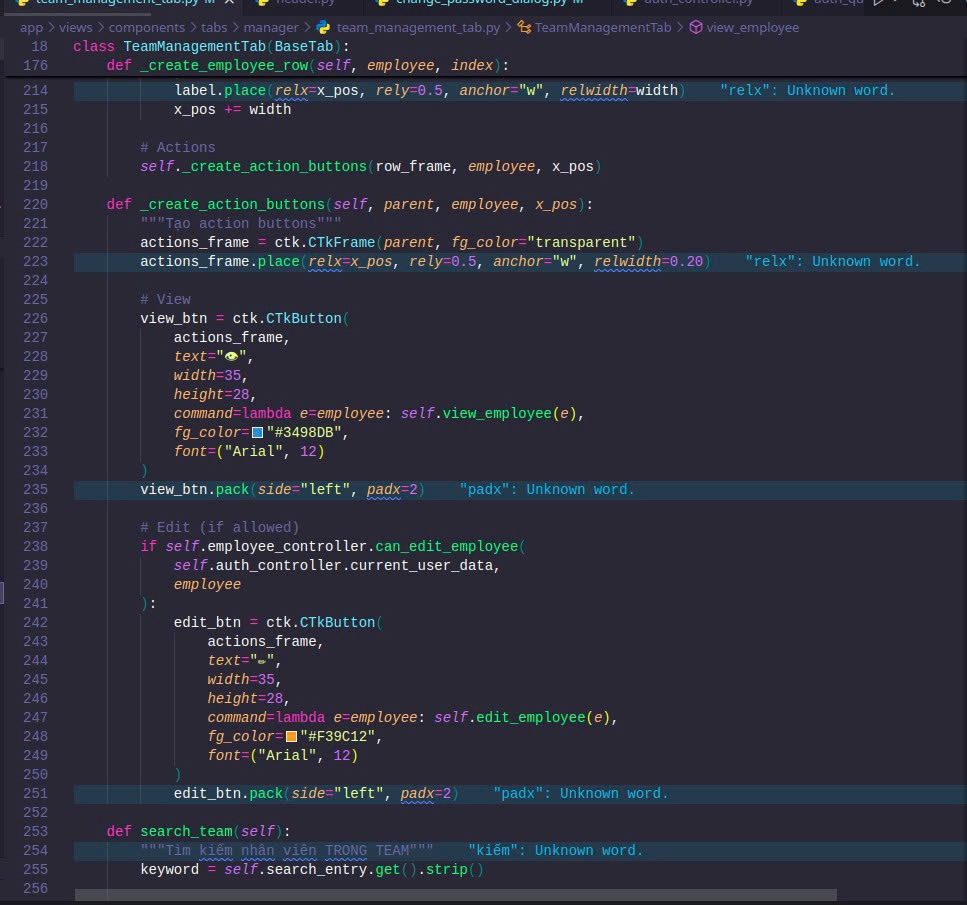 team_management_tab.py M
header.py
change_password_dialog.py M
auth_controller.py
app > views > components > tabs > manager > team_management_tab.py > TeamManagementTab > view_employee
18 class TeamManagementTab(BaseTab):
176 def _create_employee_row(self, employee, index):
214 label.place(relx=x_pos, rely=0.5, anchor="w", relwidth=width) "relx": Unknown word.
215 x_pos += width
216
217 # Actions
218 self._create_action_buttons(row_frame, employee, x_pos)
219
220 def _create_action_buttons(self, parent, employee, x_pos):
221 """Tạo action buttons"""
222 actions_frame = ctk.CTkFrame(parent, fg_color="transparent")
223 actions_frame.place(relx=x_pos, rely=0.5, anchor="w", relwidth=0.20) "relx": Unknown word.
224
225 # View
226 view_btn = ctk.CTkButton(
227 actions_frame,
228 text="👁",
229 width=35,
230 height=28,
231 command=lambda e=employee: self.view_employee(e),
232 fg_color="#3498DB",
233 font=("Arial", 12)
234 )
235 view_btn.pack(side="left", padx=2) "padx": Unknown word.
236
237 # Edit (if allowed)
238 if self.employee_controller.can_edit_employee(
239 self.auth_controller.current_user_data,
240 employee
241 ):
242 edit_btn = ctk.CTkButton(
243 actions_frame,
244 text="✏",
245 width=35,
246 height=28,
247 command=lambda e=employee: self.edit_employee(e),
248 fg_color="#F39C12",
249 font=("Arial", 12)
250 )
251 edit_btn.pack(side="left", padx=2) "padx": Unknown word.
252
253 def search_team(self):
254 """Tìm kiếm nhân viên TRONG TEAM""" "kiếm": Unknown word.
255 keyword = self.search_entry.get().strip()
256